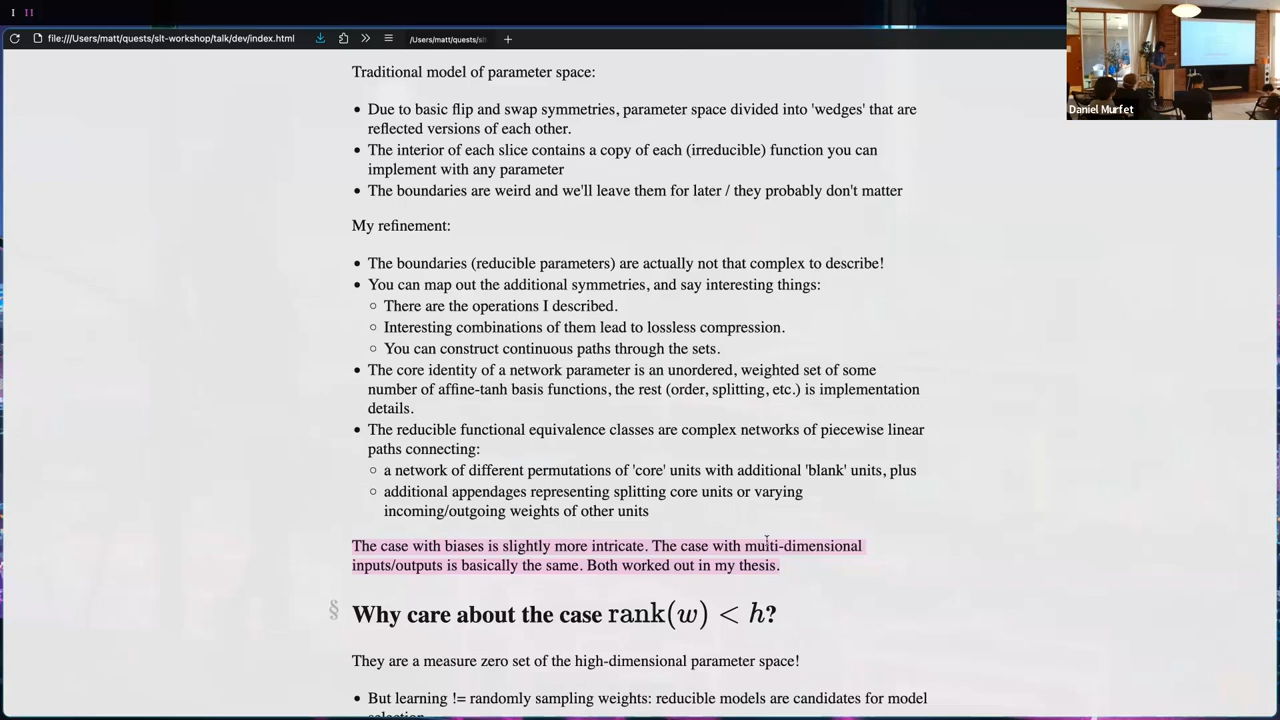 file:///Users/matt/quests/slt-workshop/talk/dev/index.html
/Users/matt/quests/slt
Daniel Murfet
Traditional model of parameter space:
• Due to basic flip and swap symmetries, parameter space divided into 'wedges' that are
reflected versions of each other.
• The interior of each slice contains a copy of each (irreducible) function you can
implement with any parameter
• The boundaries are weird and we'll leave them for later / they probably don't matter
My refinement:
• The boundaries (reducible parameters) are actually not that complex to describe!
• You can map out the additional symmetries, and say interesting things:
◦ There are the operations I described.
◦ Interesting combinations of them lead to lossless compression.
◦ You can construct continuous paths through the sets.
• The core identity of a network parameter is an unordered, weighted set of some
number of affine-tanh basis functions, the rest (order, splitting, etc.) is implementation
details.
• The reducible functional equivalence classes are complex networks of piecewise linear
paths connecting:
◦ a network of different permutations of 'core' units with additional 'blank' units, plus
◦ additional appendages representing splitting core units or varying
incoming/outgoing weights of other units
The case with biases is slightly more intricate. The case with multi-dimensional
inputs/outputs is basically the same. Both worked out in my thesis.
§ Why care about the case rank(w) < h?
They are a measure zero set of the high-dimensional parameter space!
• But learning != randomly sampling weights: reducible models are candidates for model
selection